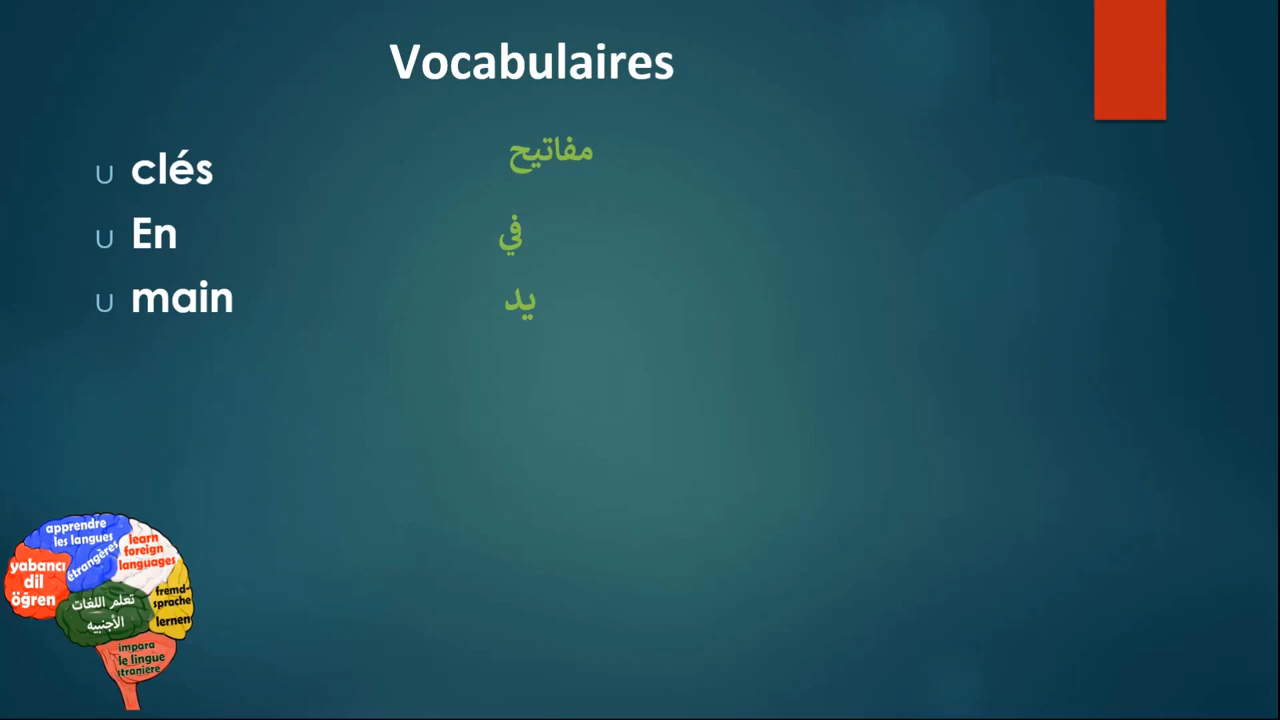 Vocabulaires
clés مفاتيح
En في
main يد
apprendre
les langues
étrangères
learn
foreign
languages
yabancı
dil
öğren
fremd-
sprache
lernen
تعلم اللغات
الأجنبيه
impara
le lingue
straniere